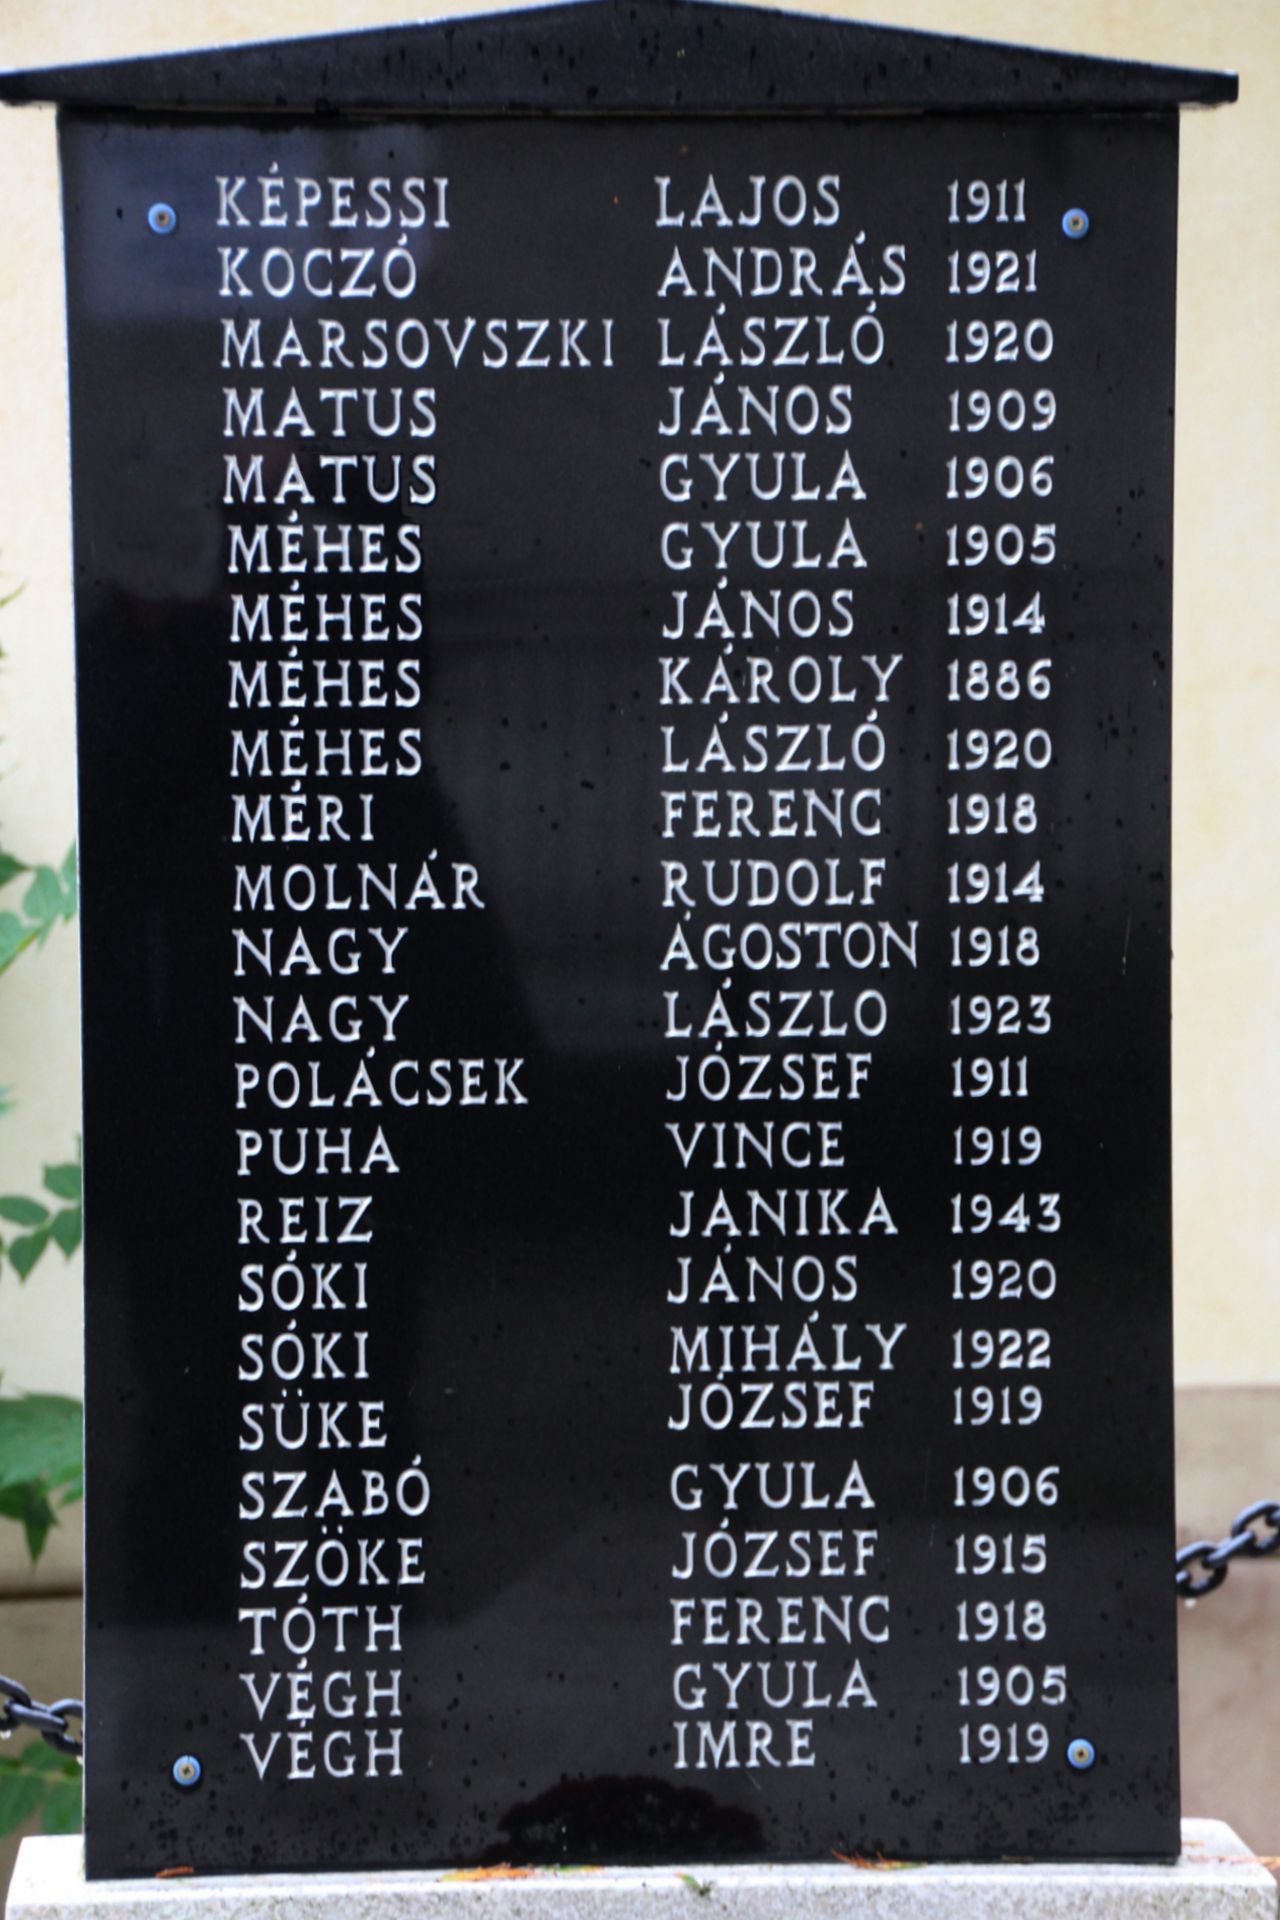 KÉPESSI LAJOS 1911
KOCZÓ ANDRÁS 1921
MARSOVSZKI LÁSZLÓ 1920
MATUS JÁNOS 1909
MATUS GYULA 1906
MÉHES GYULA 1905
MÉHES JÁNOS 1914
MÉHES KÁROLY 1886
MÉHES LÁSZLÓ 1920
MÉRI FERENC 1918
MOLNÁR RUDOLF 1914
NAGY ÁGOSTON 1918
NAGY LÁSZLO 1923
POLÁCSEK JÓZSEF 1911
PUHA VINCE 1919
REIZ JANIKA 1943
SÓKI JÁNOS 1920
SÓKI MIHÁLY 1922
SÜKE JÓZSEF 1919
SZABÓ GYULA 1906
SZÖKE JÓZSEF 1915
TÓTH FERENC 1918
VÉGH GYULA 1905
VÉGH IMRE 1919